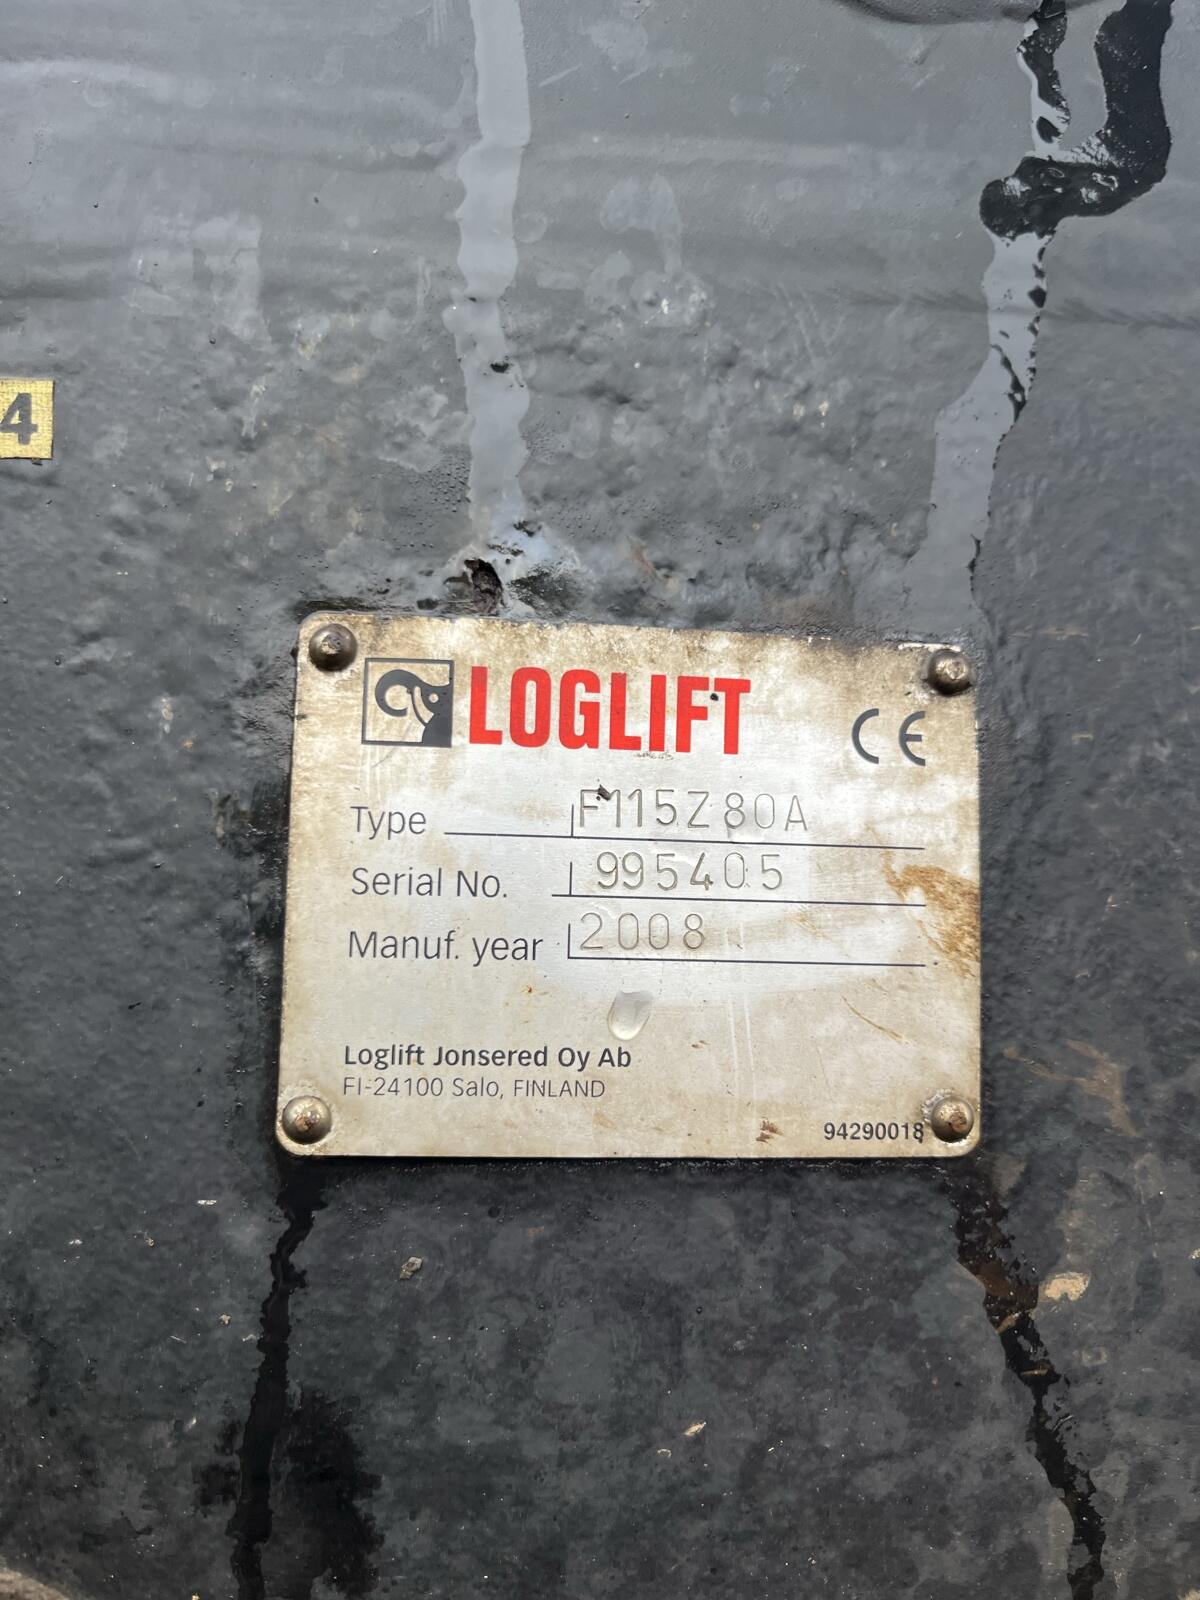 4
LOGLIFT
CE
Type F115Z80A
Serial No. 995405
Manuf. year 2008
Loglift Jonsered Oy Ab
FI-24100 Salo, FINLAND
94290018